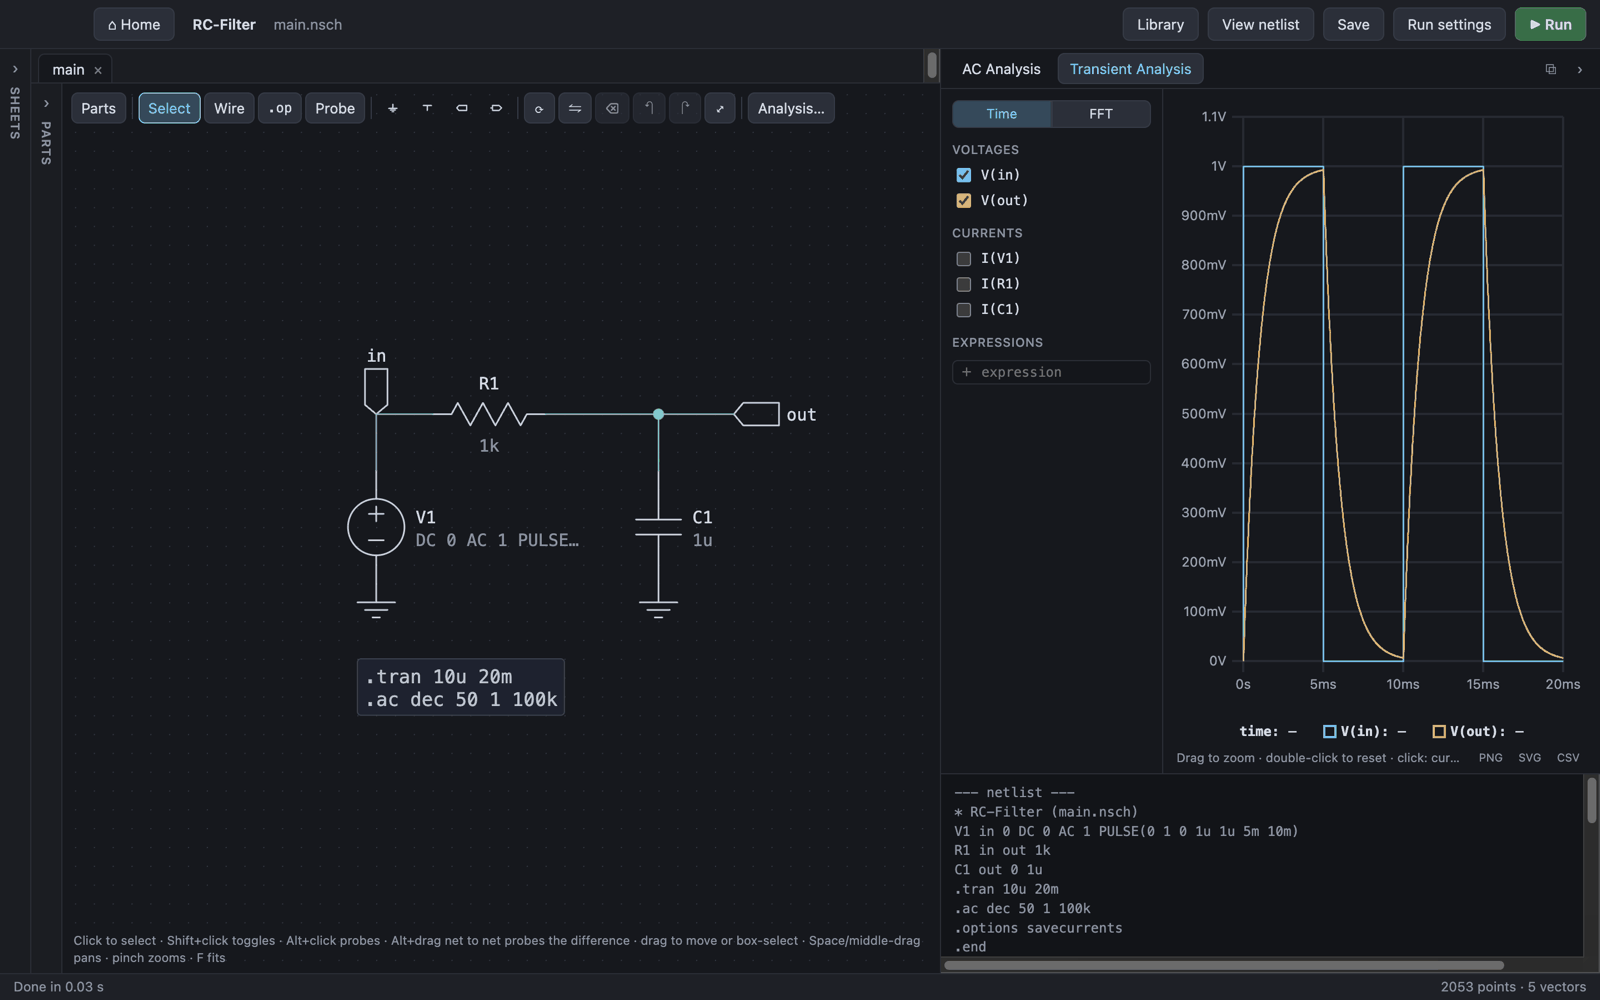 ⌂ Home RC-Filter main.nsch Library View netlist Save Run settings ▶ Run
SHEETS
PARTS
main ×
Parts Select Wire .op Probe Analysis...
in
R1
1k
out
V1
DC 0 AC 1 PULSE…
C1
1u
.tran 10u 20m
.ac dec 50 1 100k
Click to select · Shift+click toggles · Alt+click probes · Alt+drag net to net probes the difference · drag to move or box-select · Space/middle-drag
pans · pinch zooms · F fits
AC Analysis Transient Analysis
Time FFT
VOLTAGES
V(in)
V(out)
CURRENTS
I(V1)
I(R1)
I(C1)
EXPRESSIONS
+ expression
1.1V
1V
900mV
800mV
700mV
600mV
500mV
400mV
300mV
200mV
100mV
0V
0s 5ms 10ms 15ms 20ms
time: – V(in): – V(out): –
Drag to zoom · double-click to reset · click: cur... PNG SVG CSV
--- netlist ---
* RC-Filter (main.nsch)
V1 in 0 DC 0 AC 1 PULSE(0 1 0 1u 1u 5m 10m)
R1 in out 1k
C1 out 0 1u
.tran 10u 20m
.ac dec 50 1 100k
.options savecurrents
.end
Done in 0.03 s 2053 points · 5 vectors